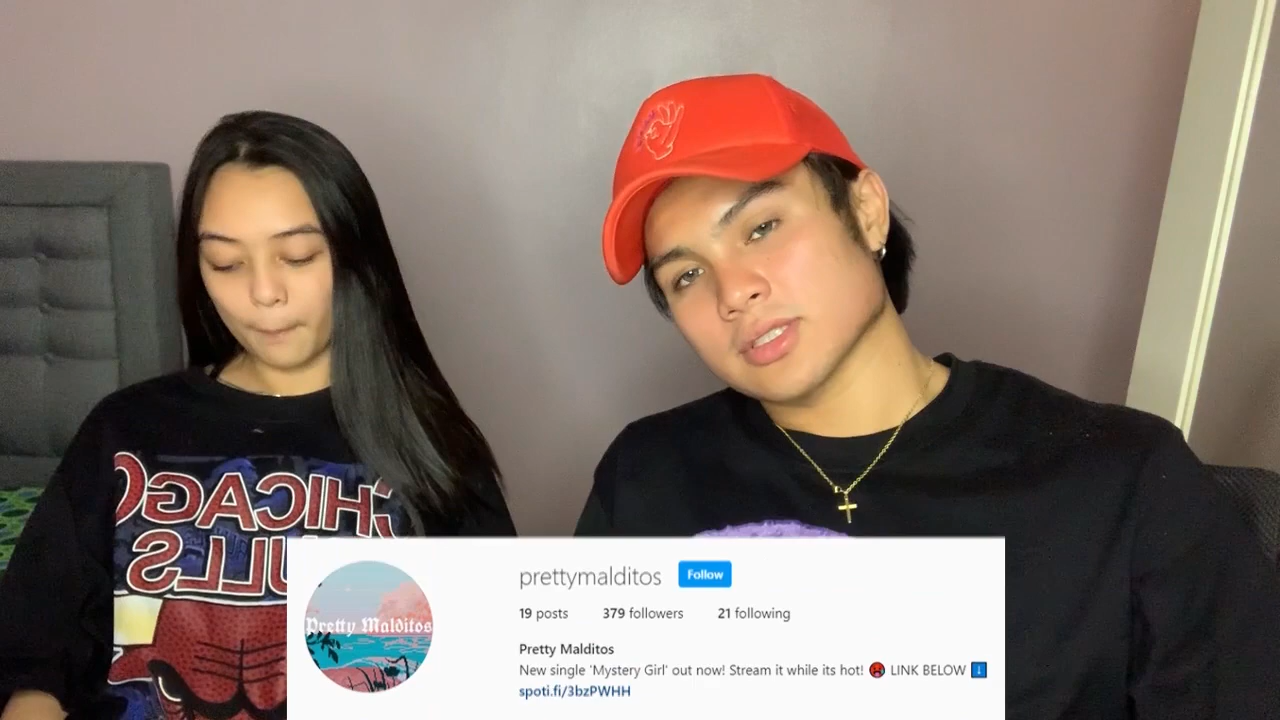 CHICAGO
BULLS
prettymalditos Follow
19 posts 379 followers 21 following
Pretty Malditos
Pretty Malditos
New single 'Mystery Girl' out now! Stream it while its hot! 🥵 LINK BELOW ⬇️
spoti.fi/3bzPWHH